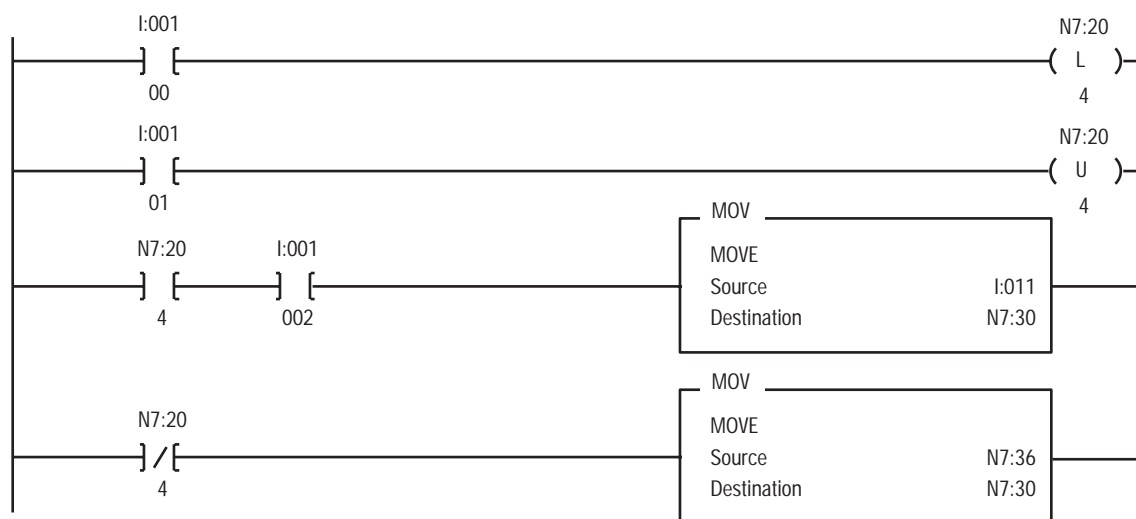 I:001 N7:20
] [ ( L )
00 4
I:001 N7:20
] [ ( U )
01 4
MOV
N7:20 I:001
MOVE
] [ ] [ Source I:011
4 002 Destination N7:30
MOV
N7:20
MOVE
]/[ Source N7:36
4 Destination N7:30